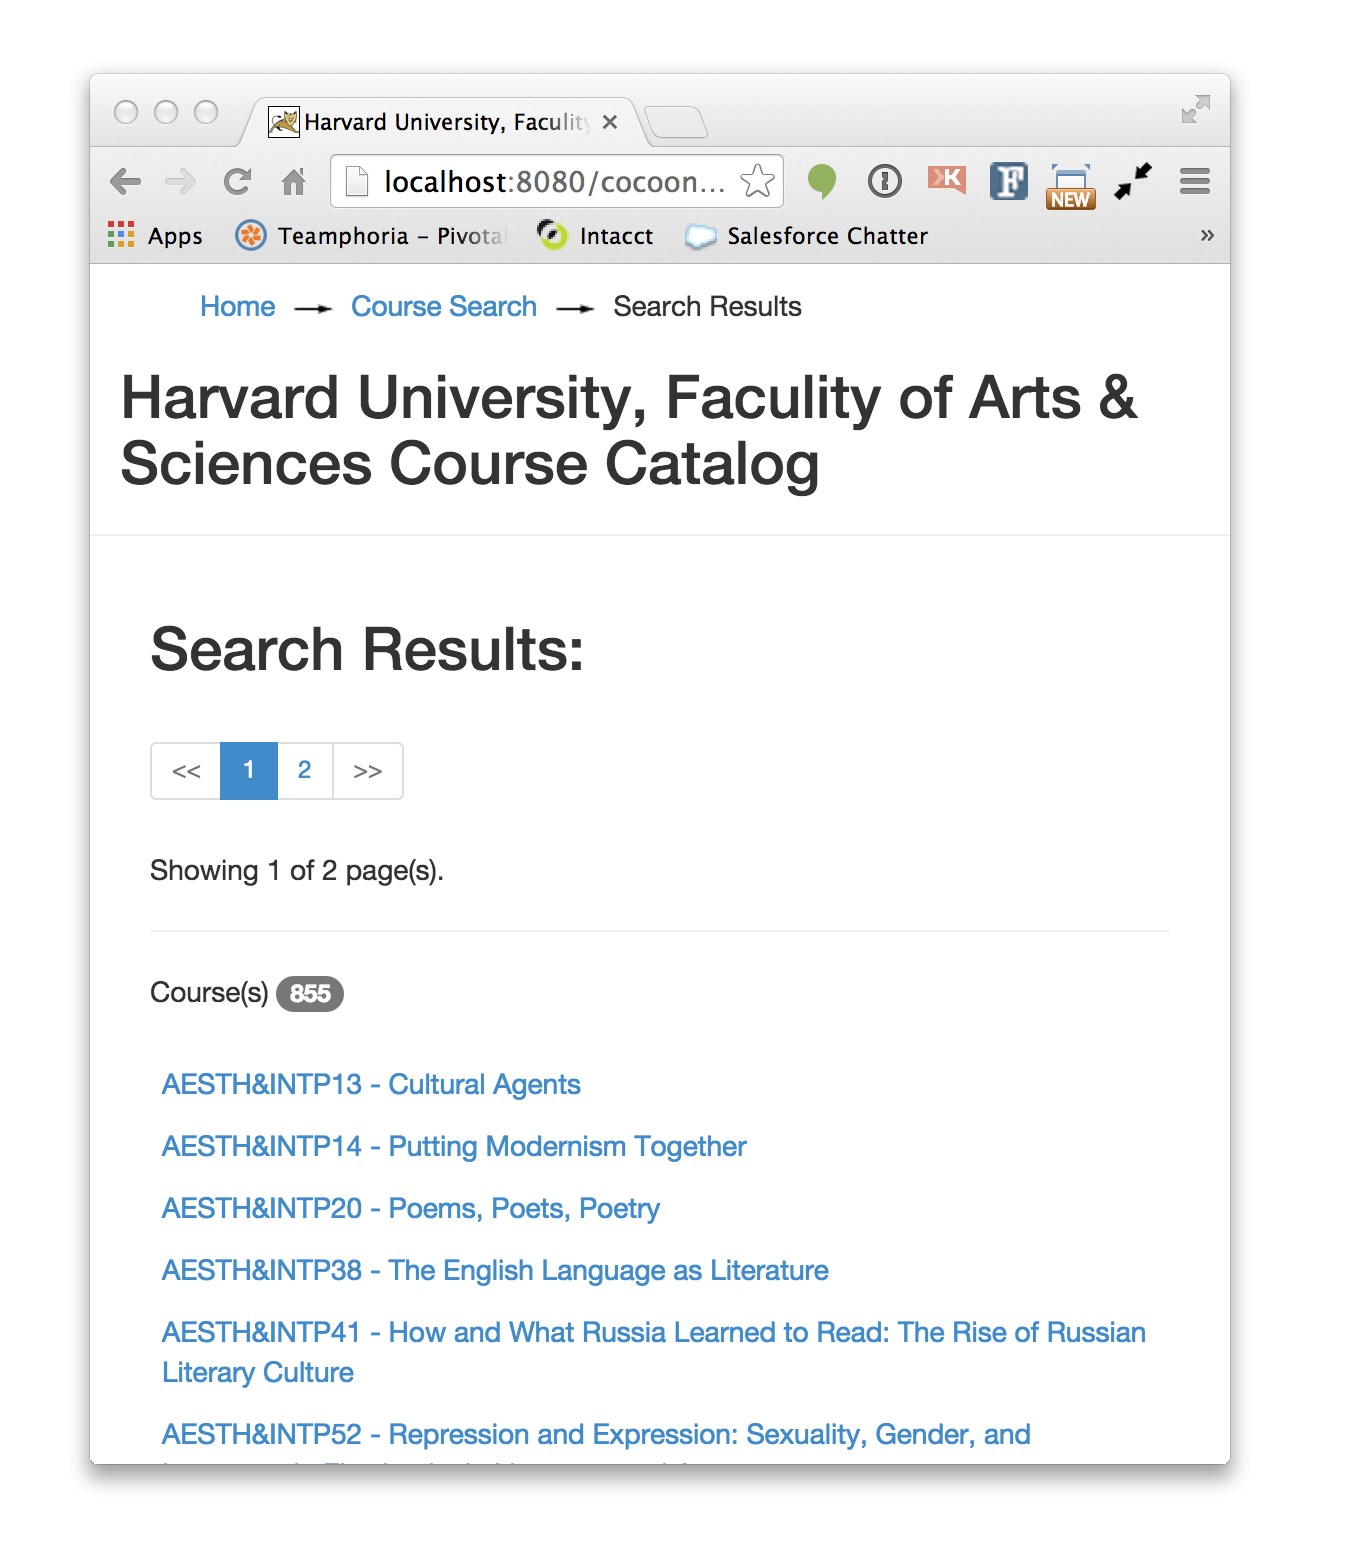 Harvard University, Faculity
localhost:8080/cocoon...
NEW
Apps Teamphoria – Pivotal Intacct Salesforce Chatter »
Home Course Search Search Results
Harvard University, Faculity of Arts &
Sciences Course Catalog
Search Results:
<< 1 2 >>
Showing 1 of 2 page(s).
Course(s) 855
AESTH&INTP13 - Cultural Agents
AESTH&INTP14 - Putting Modernism Together
AESTH&INTP20 - Poems, Poets, Poetry
AESTH&INTP38 - The English Language as Literature
AESTH&INTP41 - How and What Russia Learned to Read: The Rise of Russian
Literary Culture
AESTH&INTP52 - Repression and Expression: Sexuality, Gender, and